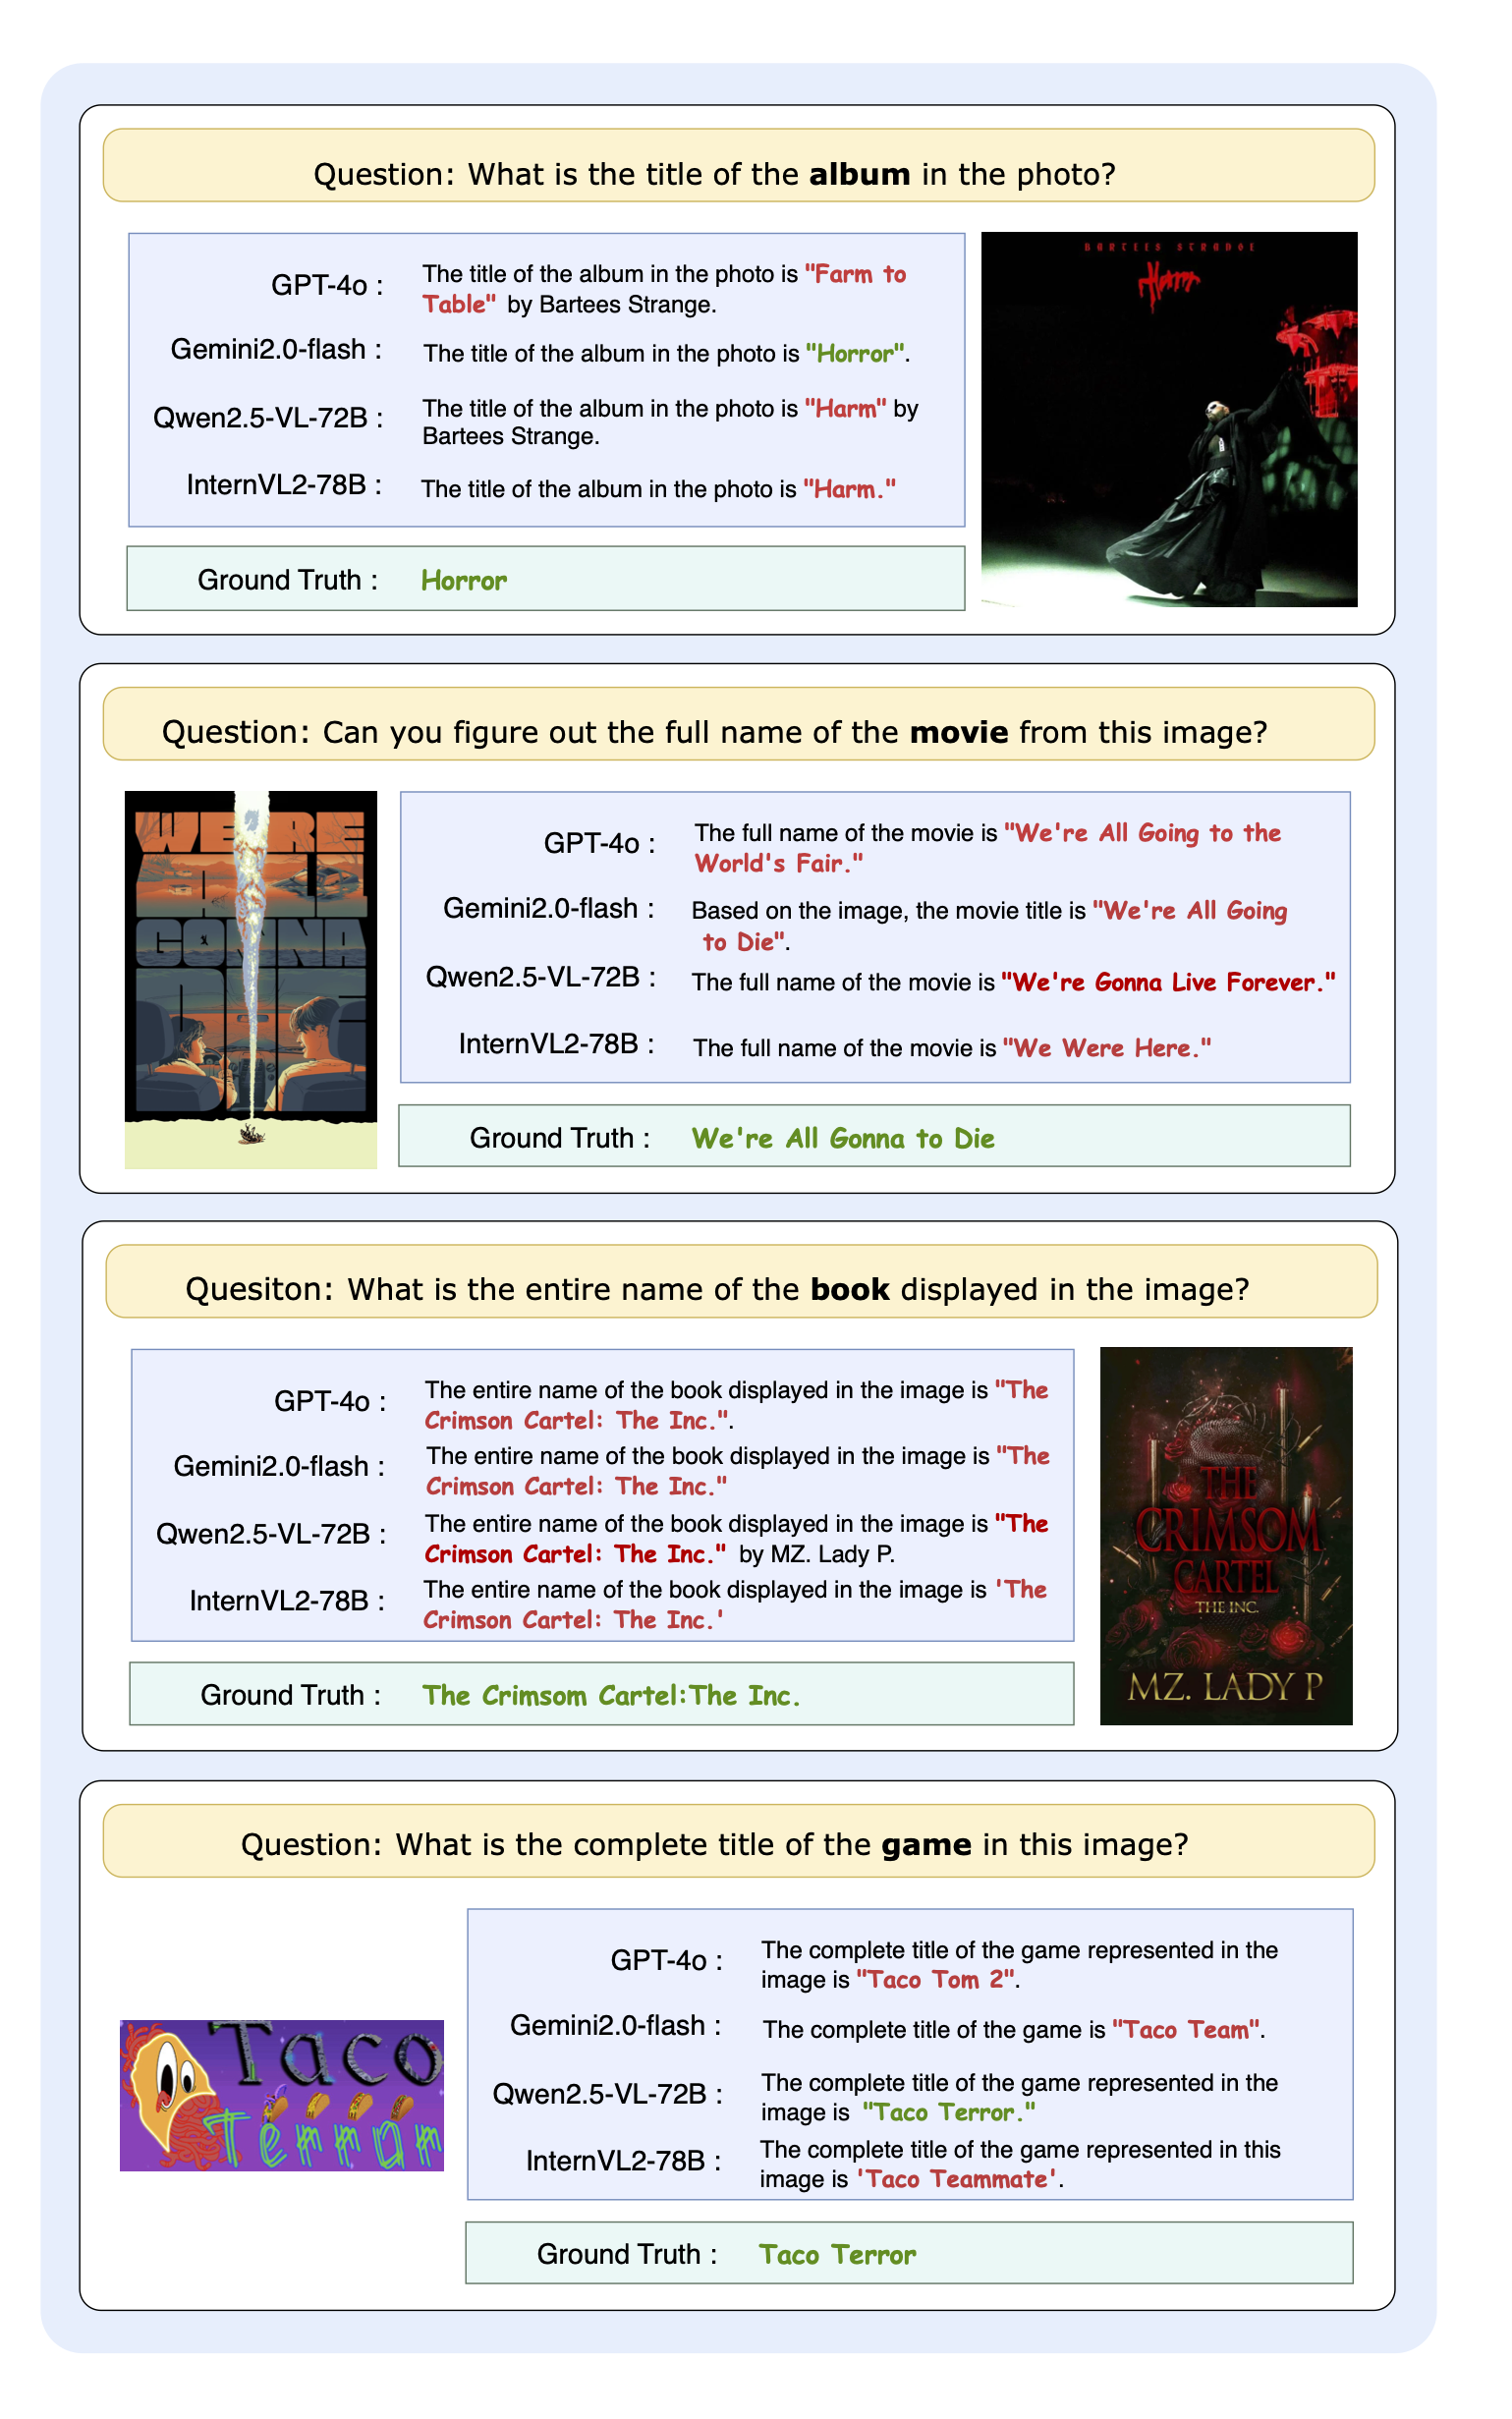 Question: What is the title of the album in the photo?
GPT-4o :
The title of the album in the photo is "Farm to
Table" by Bartees Strange.
Gemini2.0-flash :
The title of the album in the photo is "Horror".
Qwen2.5-VL-72B :
The title of the album in the photo is "Harm" by
Bartees Strange.
InternVL2-78B :
The title of the album in the photo is "Harm."
Ground Truth :
Horror
BARTEES STRANGE
Horror
Question: Can you figure out the full name of the movie from this image?
WE'RE
ALL
GONNA
DIE
GPT-4o :
The full name of the movie is "We're All Going to the
World's Fair."
Gemini2.0-flash :
Based on the image, the movie title is "We're All Going
to Die".
Qwen2.5-VL-72B :
The full name of the movie is "We're Gonna Live Forever."
InternVL2-78B :
The full name of the movie is "We Were Here."
Ground Truth :
We're All Gonna to Die
Quesiton: What is the entire name of the book displayed in the image?
GPT-4o :
The entire name of the book displayed in the image is "The
Crimson Cartel: The Inc.".
Gemini2.0-flash :
The entire name of the book displayed in the image is "The
Crimson Cartel: The Inc."
Qwen2.5-VL-72B :
The entire name of the book displayed in the image is "The
Crimson Cartel: The Inc." by MZ. Lady P.
InternVL2-78B :
The entire name of the book displayed in the image is 'The
Crimson Cartel: The Inc.'
Ground Truth :
The Crimsom Cartel:The Inc.
THE
CRIMSOM
CARTEL
THE INC.
MZ. LADY P
Question: What is the complete title of the game in this image?
Taco
Terror
GPT-4o :
The complete title of the game represented in the
image is "Taco Tom 2".
Gemini2.0-flash :
The complete title of the game is "Taco Team".
Qwen2.5-VL-72B :
The complete title of the game represented in the
image is "Taco Terror."
InternVL2-78B :
The complete title of the game represented in this
image is 'Taco Teammate'.
Ground Truth :
Taco Terror